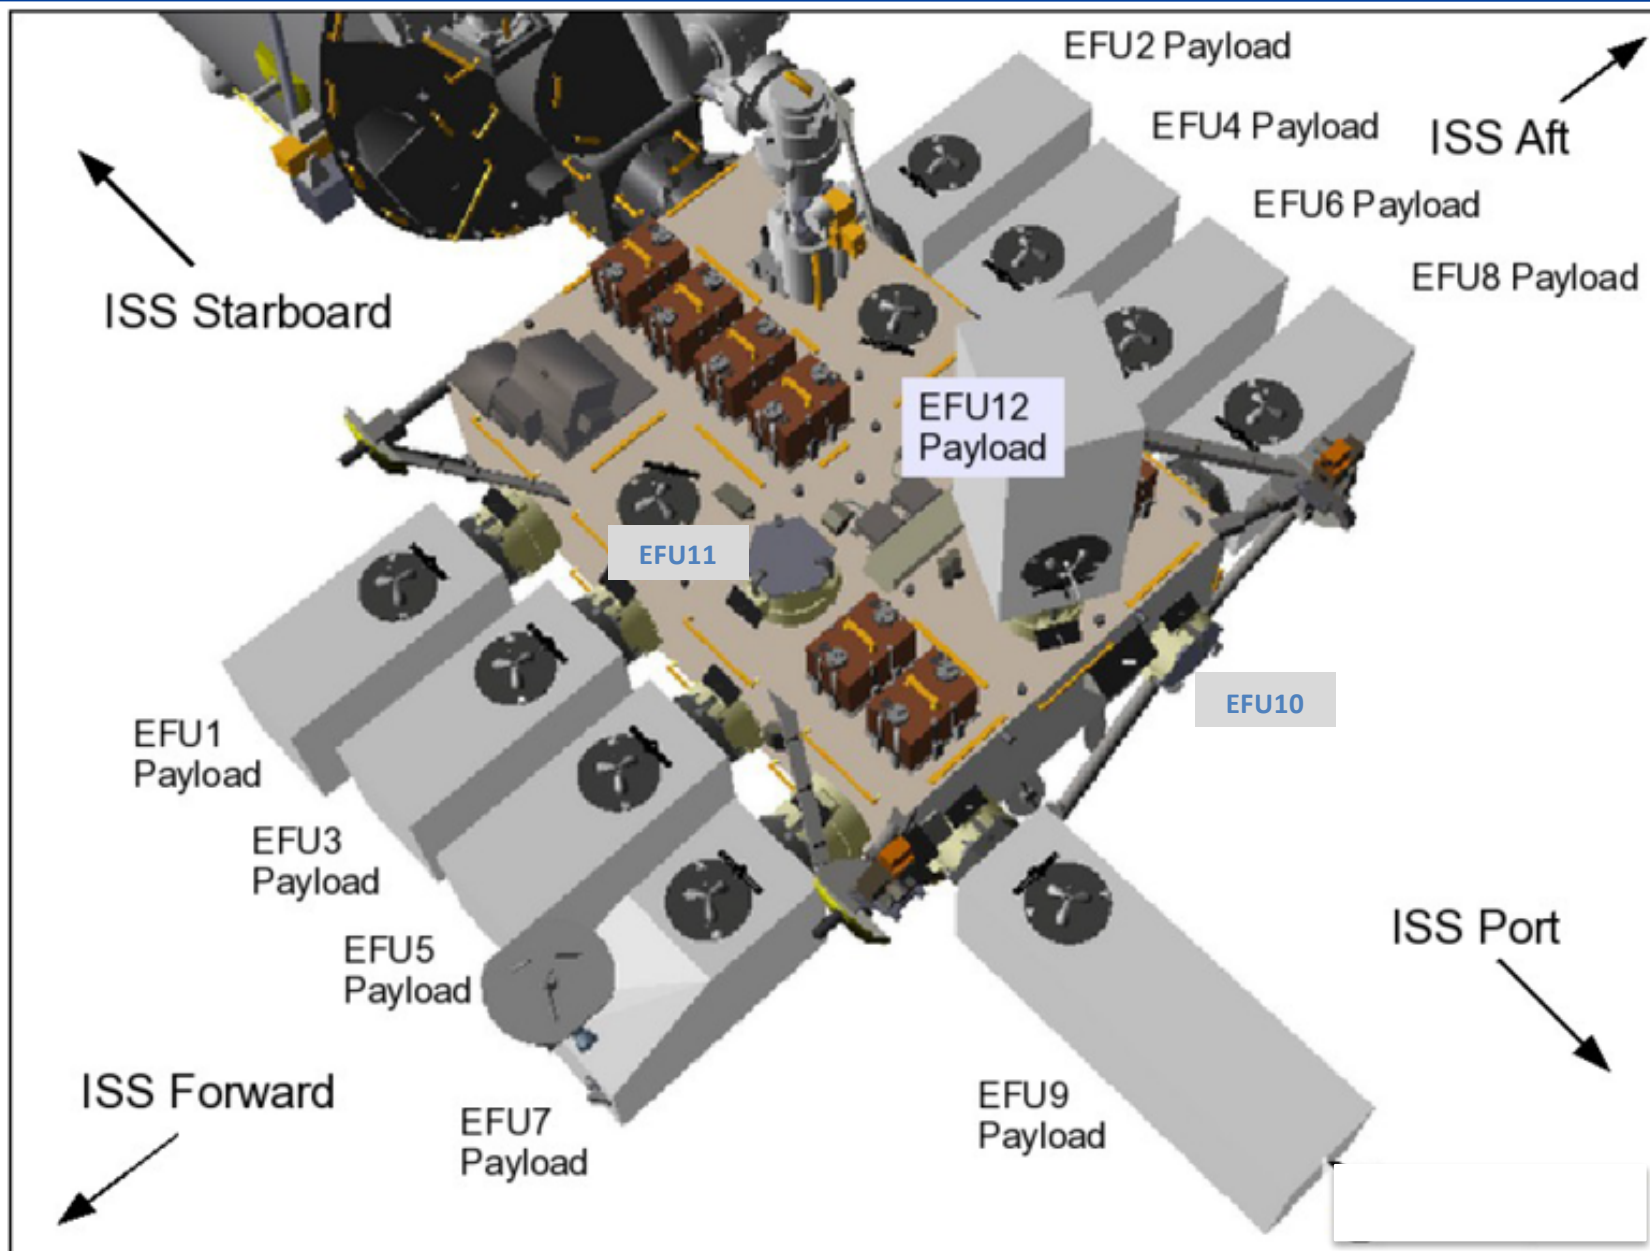 EFU2 Payload
EFU4 Payload
ISS Aft
EFU6 Payload
EFU8 Payload
ISS Starboard
EFU12
Payload
EFU11
EFU10
EFU1
Payload
EFU3
Payload
EFU5
Payload
ISS Port
ISS Forward
EFU7
Payload
EFU9
Payload